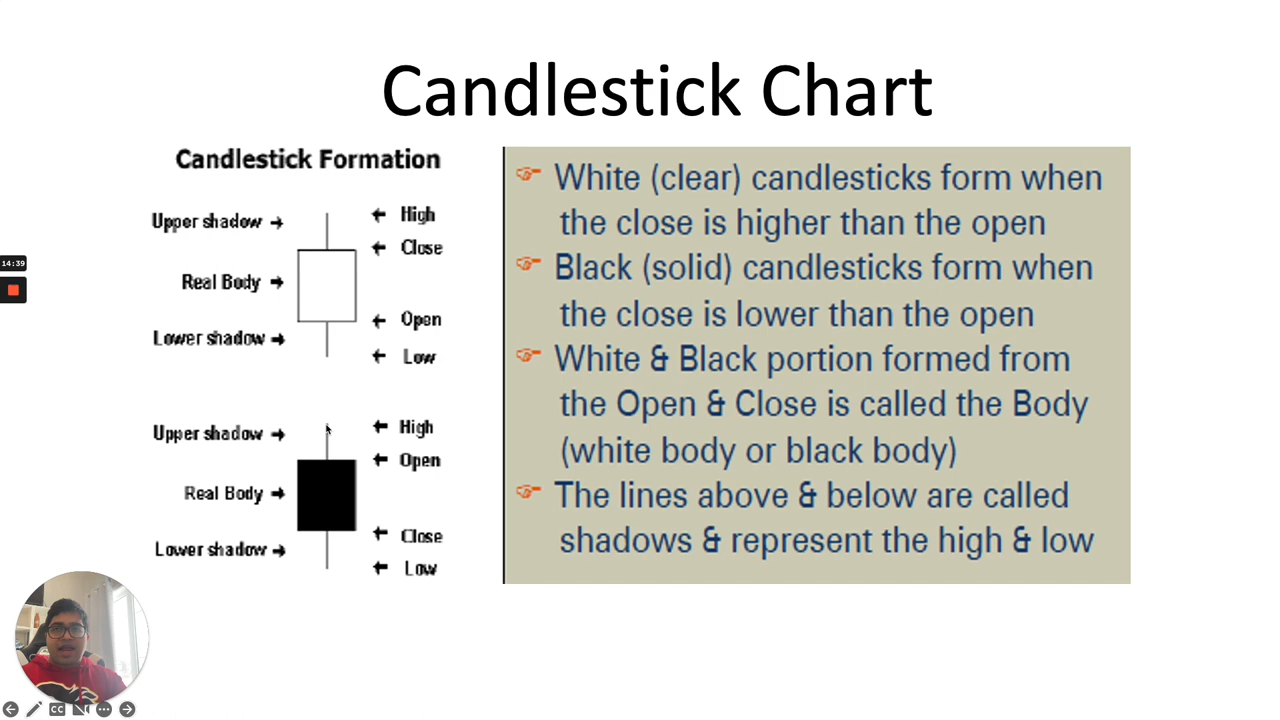 Candlestick Chart
Candlestick Formation
Upper shadow
High
Close
Real Body
Open
Lower shadow
Low
Upper shadow
High
Open
Real Body
Close
Lower shadow
Low
White (clear) candlesticks form when
the close is higher than the open
Black (solid) candlesticks form when
the close is lower than the open
White & Black portion formed from
the Open & Close is called the Body
(white body or black body)
The lines above & below are called
shadows & represent the high & low
14:39
CC